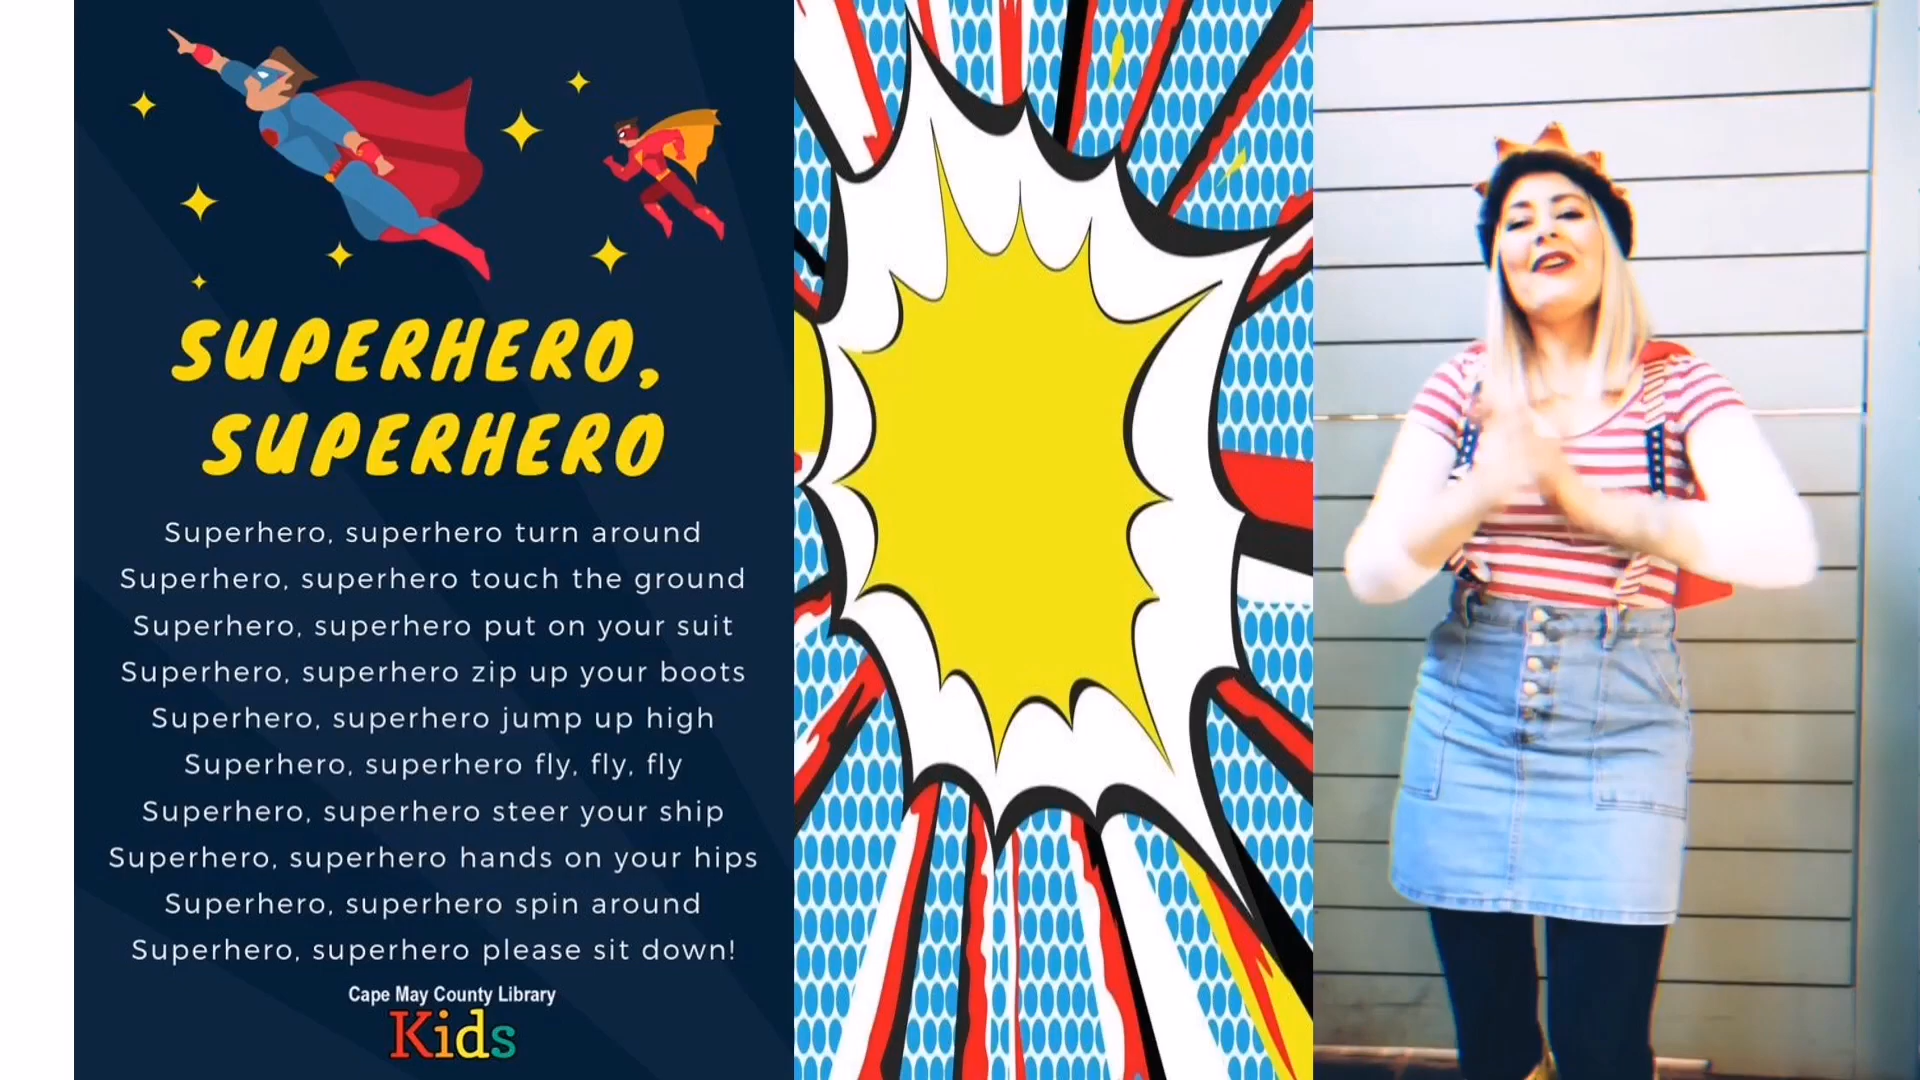 SUPERHERO,
SUPERHERO
Superhero, superhero turn around
Superhero, superhero touch the ground
Superhero, superhero put on your suit
Superhero, superhero zip up your boots
Superhero, superhero jump up high
Superhero, superhero fly, fly, fly
Superhero, superhero steer your ship
Superhero, superhero hands on your hips
Superhero, superhero spin around
Superhero, superhero please sit down!
Cape May County Library
Kids